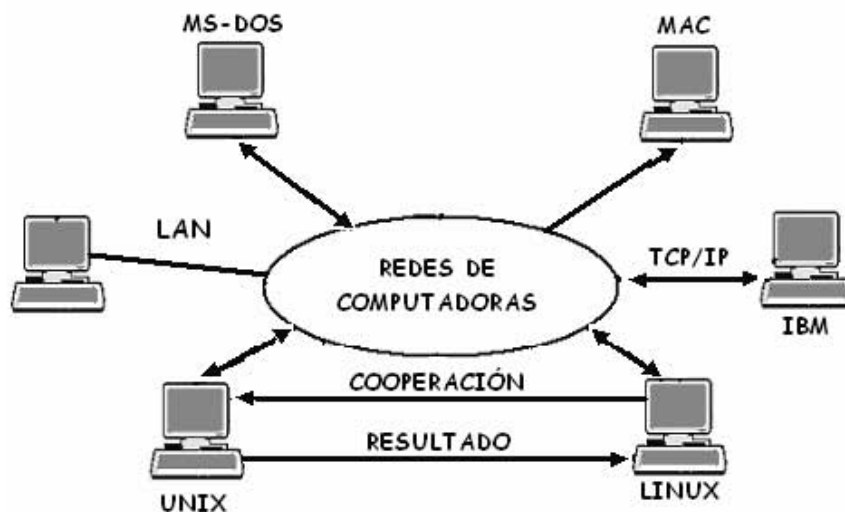 MS-DOS
MAC
LAN
REDES DE
COMPUTADORAS
TCP/IP
IBM
COOPERACIÓN
RESULTADO
UNIX
LINUX